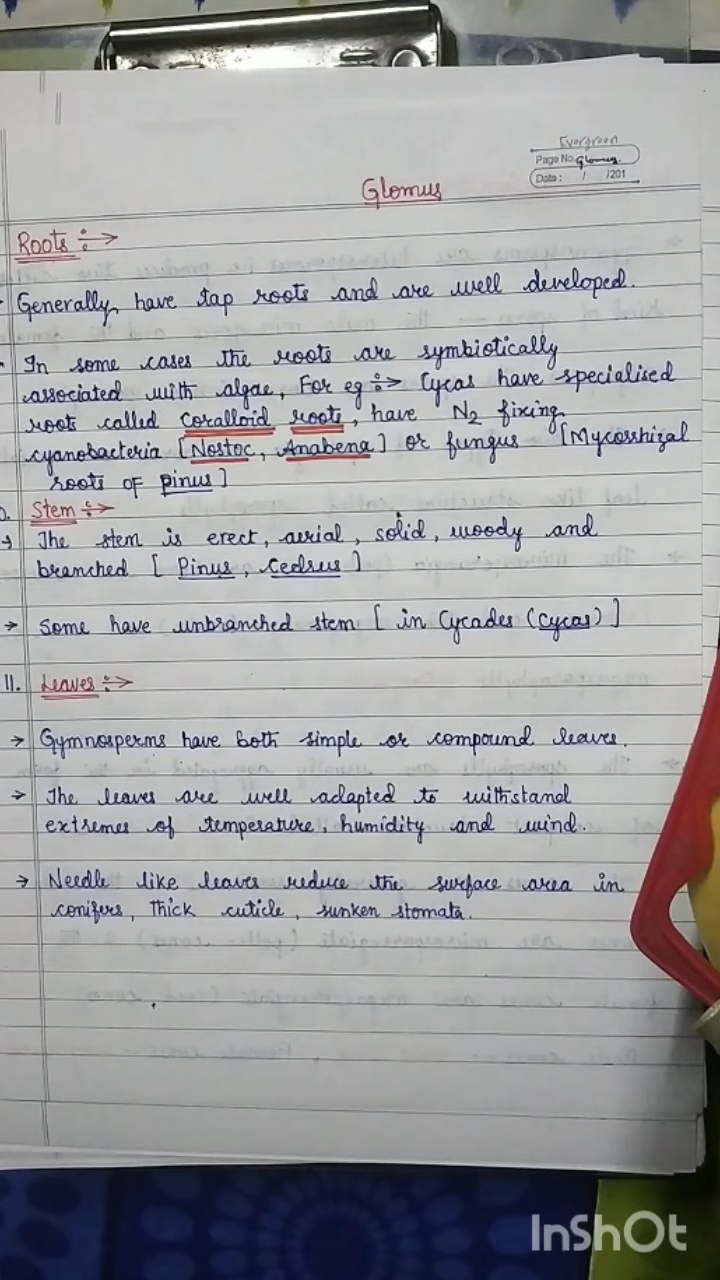 Evergreen
Page No. Glomus.
Date: / /201
Glomus
Roots ÷>
Generally, have tap roots and are well developed.
In some cases the roots are symbiotically
associated with algae, For eg ÷> Cycas have specialised
roots called coralloid roots, have N2 fixing
cyanobacteria [Nostoc, Anabena] or fungus [Mycorrhizal
roots of pinus]
Stem ÷>
→ The stem is erect, aerial, solid, woody and
branched [Pinus, Cedrus]
→ Some have unbranched stem [in Cycades (Cycas)]
11. Leaves ÷>
→ Gymnosperms have both simple or compound leaves.
→ The leaves are well adapted to withstand
extremes of temperature, humidity and wind.
→ Needle like leaves reduce the surface area in
conifers, thick cuticle, sunken stomata.
InShOt